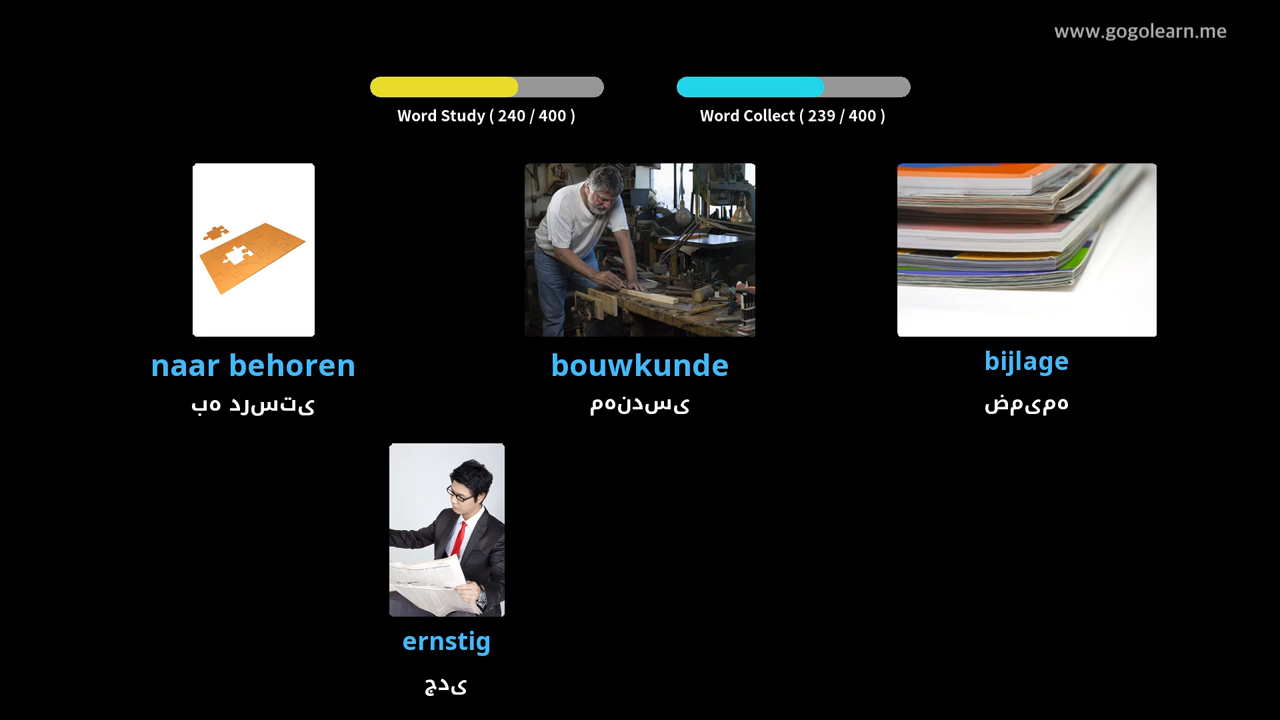 www.gogolearn.me
Word Study ( 240 / 400 )
Word Collect ( 239 / 400 )
naar behoren
به درستی
bouwkunde
مهندسی
bijlage
ضمیمه
ernstig
جدی